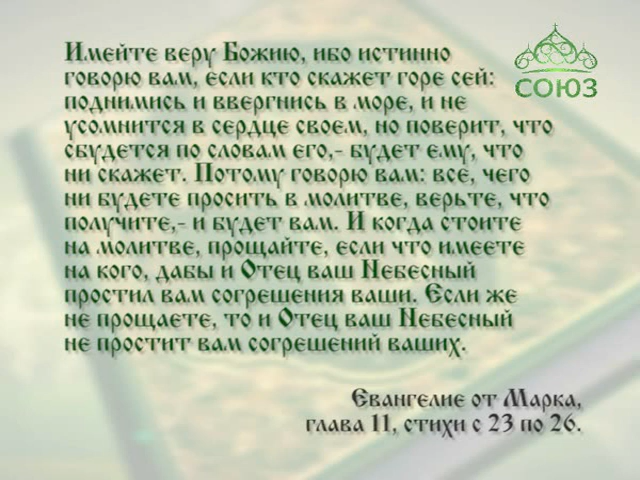 Имейте веру Божию, ибо истинно
говорю вам, если кто скажет горе сей:
поднимись и ввергнись в море, и не
усомнится в сердце своем, но поверит, что
сбудется по словам его,- будет ему, что
ни скажет. Потому говорю вам: все, чего
ни будете просить в молитве, верьте, что
получите,- и будет вам. И когда стоите
на молитве, прощайте, если что имеете
на кого, дабы и Отец ваш Небесный
простил вам согрешения ваши. Если же
не прощаете, то и Отец ваш Небесный
не простит вам согрешений ваших.
Евангелие от Марка,
глава 11, стихи с 23 по 26.
СОЮЗ